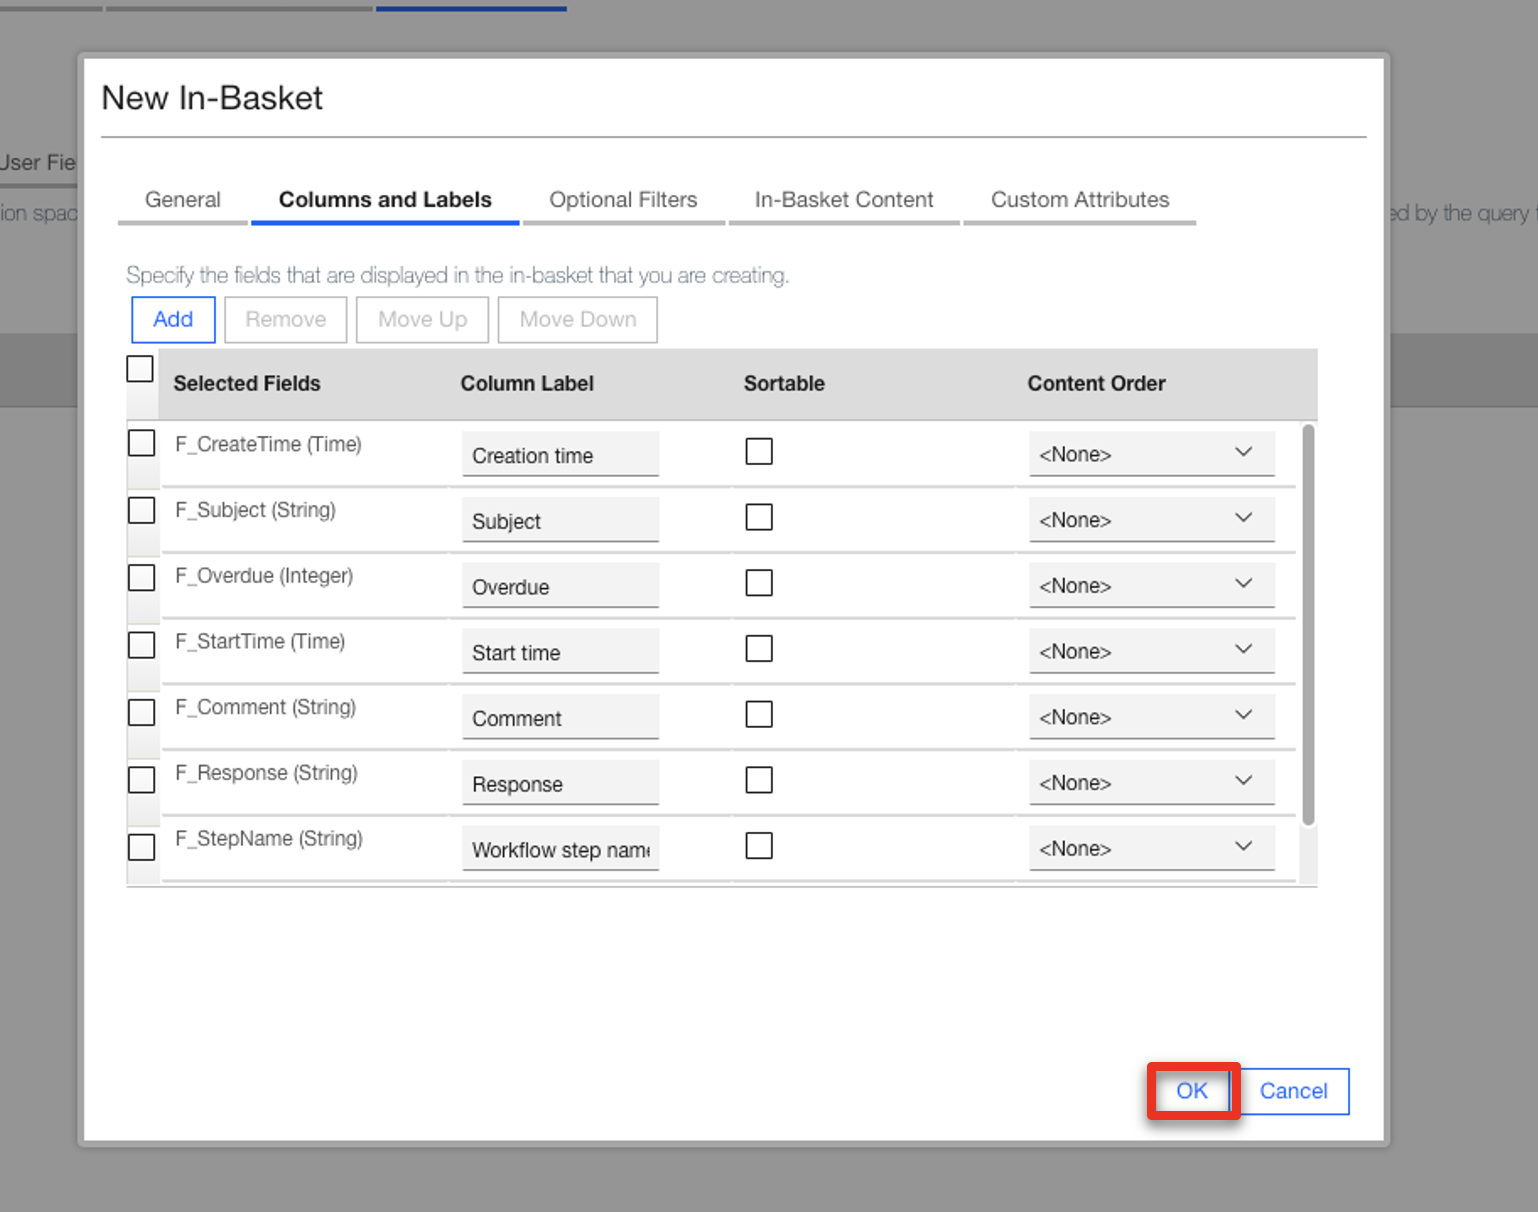 New In-Basket
User Fie
General Columns and Labels Optional Filters In-Basket Content Custom Attributes
ion spac
ed by the query
Specify the fields that are displayed in the in-basket that you are creating.
Add Remove Move Up Move Down
Selected Fields Column Label Sortable Content Order
F_CreateTime (Time) Creation time <None>
F_Subject (String) Subject <None>
F_Overdue (Integer) Overdue <None>
F_StartTime (Time) Start time <None>
F_Comment (String) Comment <None>
F_Response (String) Response <None>
F_StepName (String) Workflow step name <None>
OK Cancel